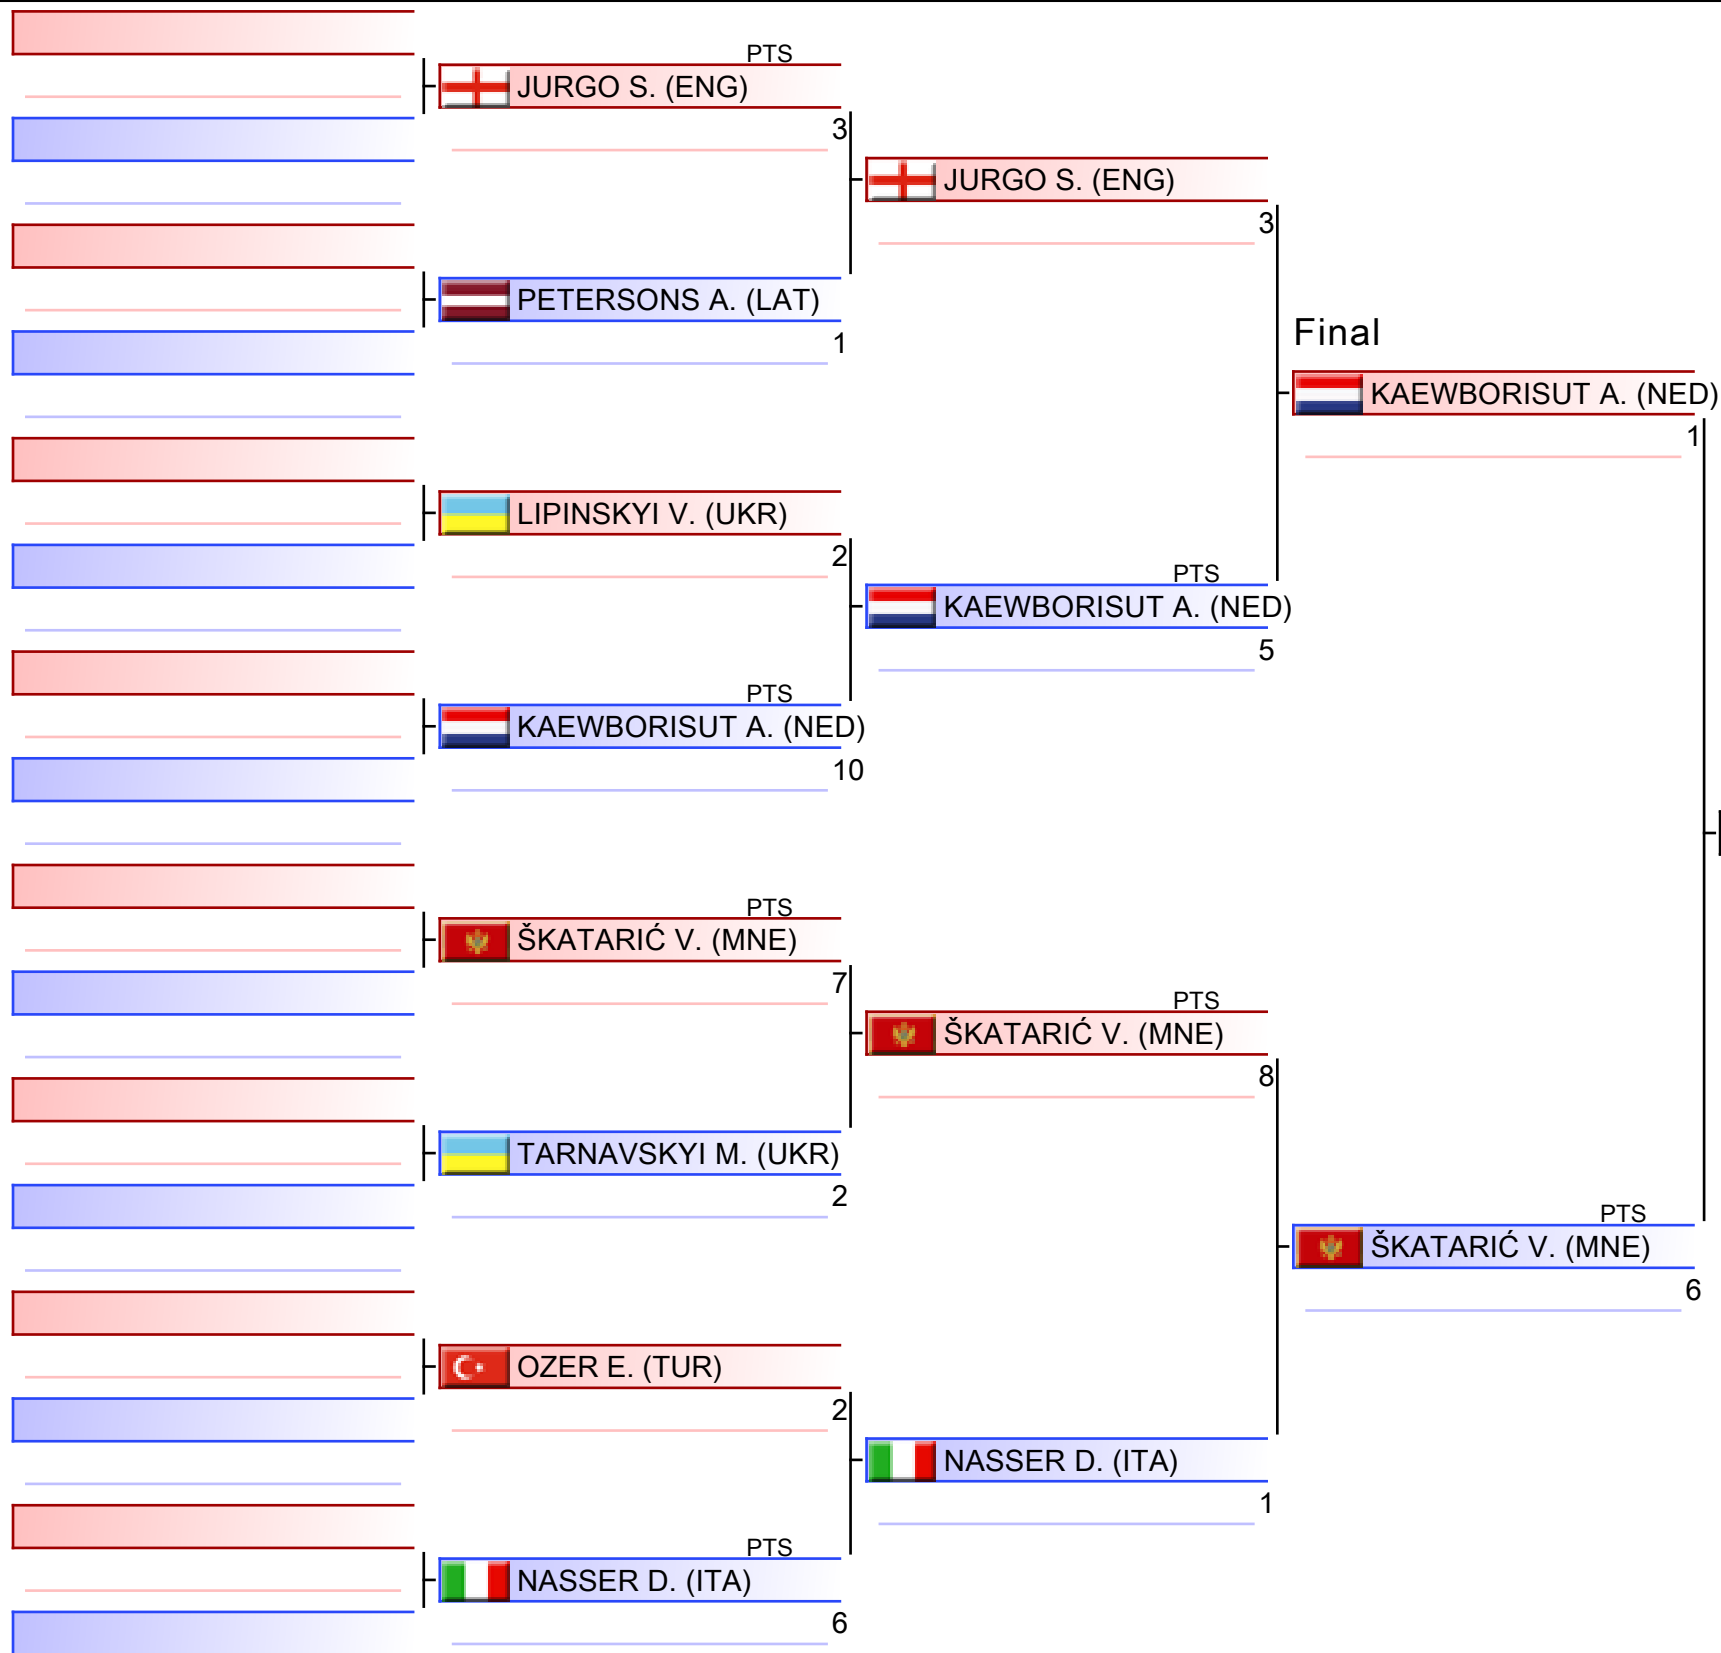 PTS
JURGO S. (ENG)
3
PETERSONS A. (LAT)
1
LIPINSKYI V. (UKR)
2
PTS
KAEWBORISUT A. (NED)
10
PTS
ŠKATARIĆ V. (MNE)
7
TARNAVSKYI M. (UKR)
2
OZER E. (TUR)
2
PTS
NASSER D. (ITA)
6
JURGO S. (ENG)
3
PTS
KAEWBORISUT A. (NED)
5
PTS
ŠKATARIĆ V. (MNE)
8
NASSER D. (ITA)
1
Final
KAEWBORISUT A. (NED)
1
PTS
ŠKATARIĆ V. (MNE)
6